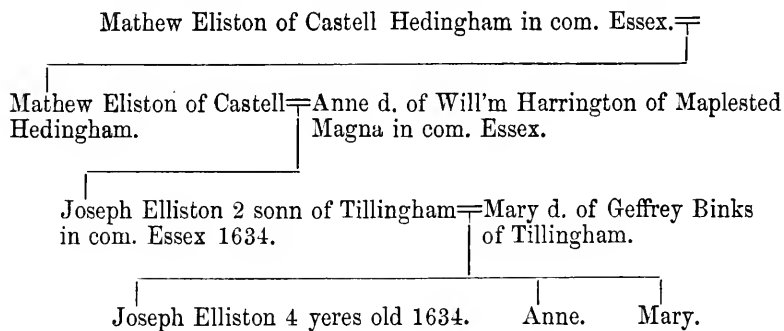 Mathew Eliston of Castell Hedingham in com. Essex.
Mathew Eliston of Castell
Hedingham.
Anne d. of Will'm Harrington of Maplested
Magna in com. Essex.
Joseph Elliston 2 sonn of Tillingham
in com. Essex 1634.
Mary d. of Geffrey Binks
of Tillingham.
Joseph Elliston 4 yeres old 1634. Anne. Mary.